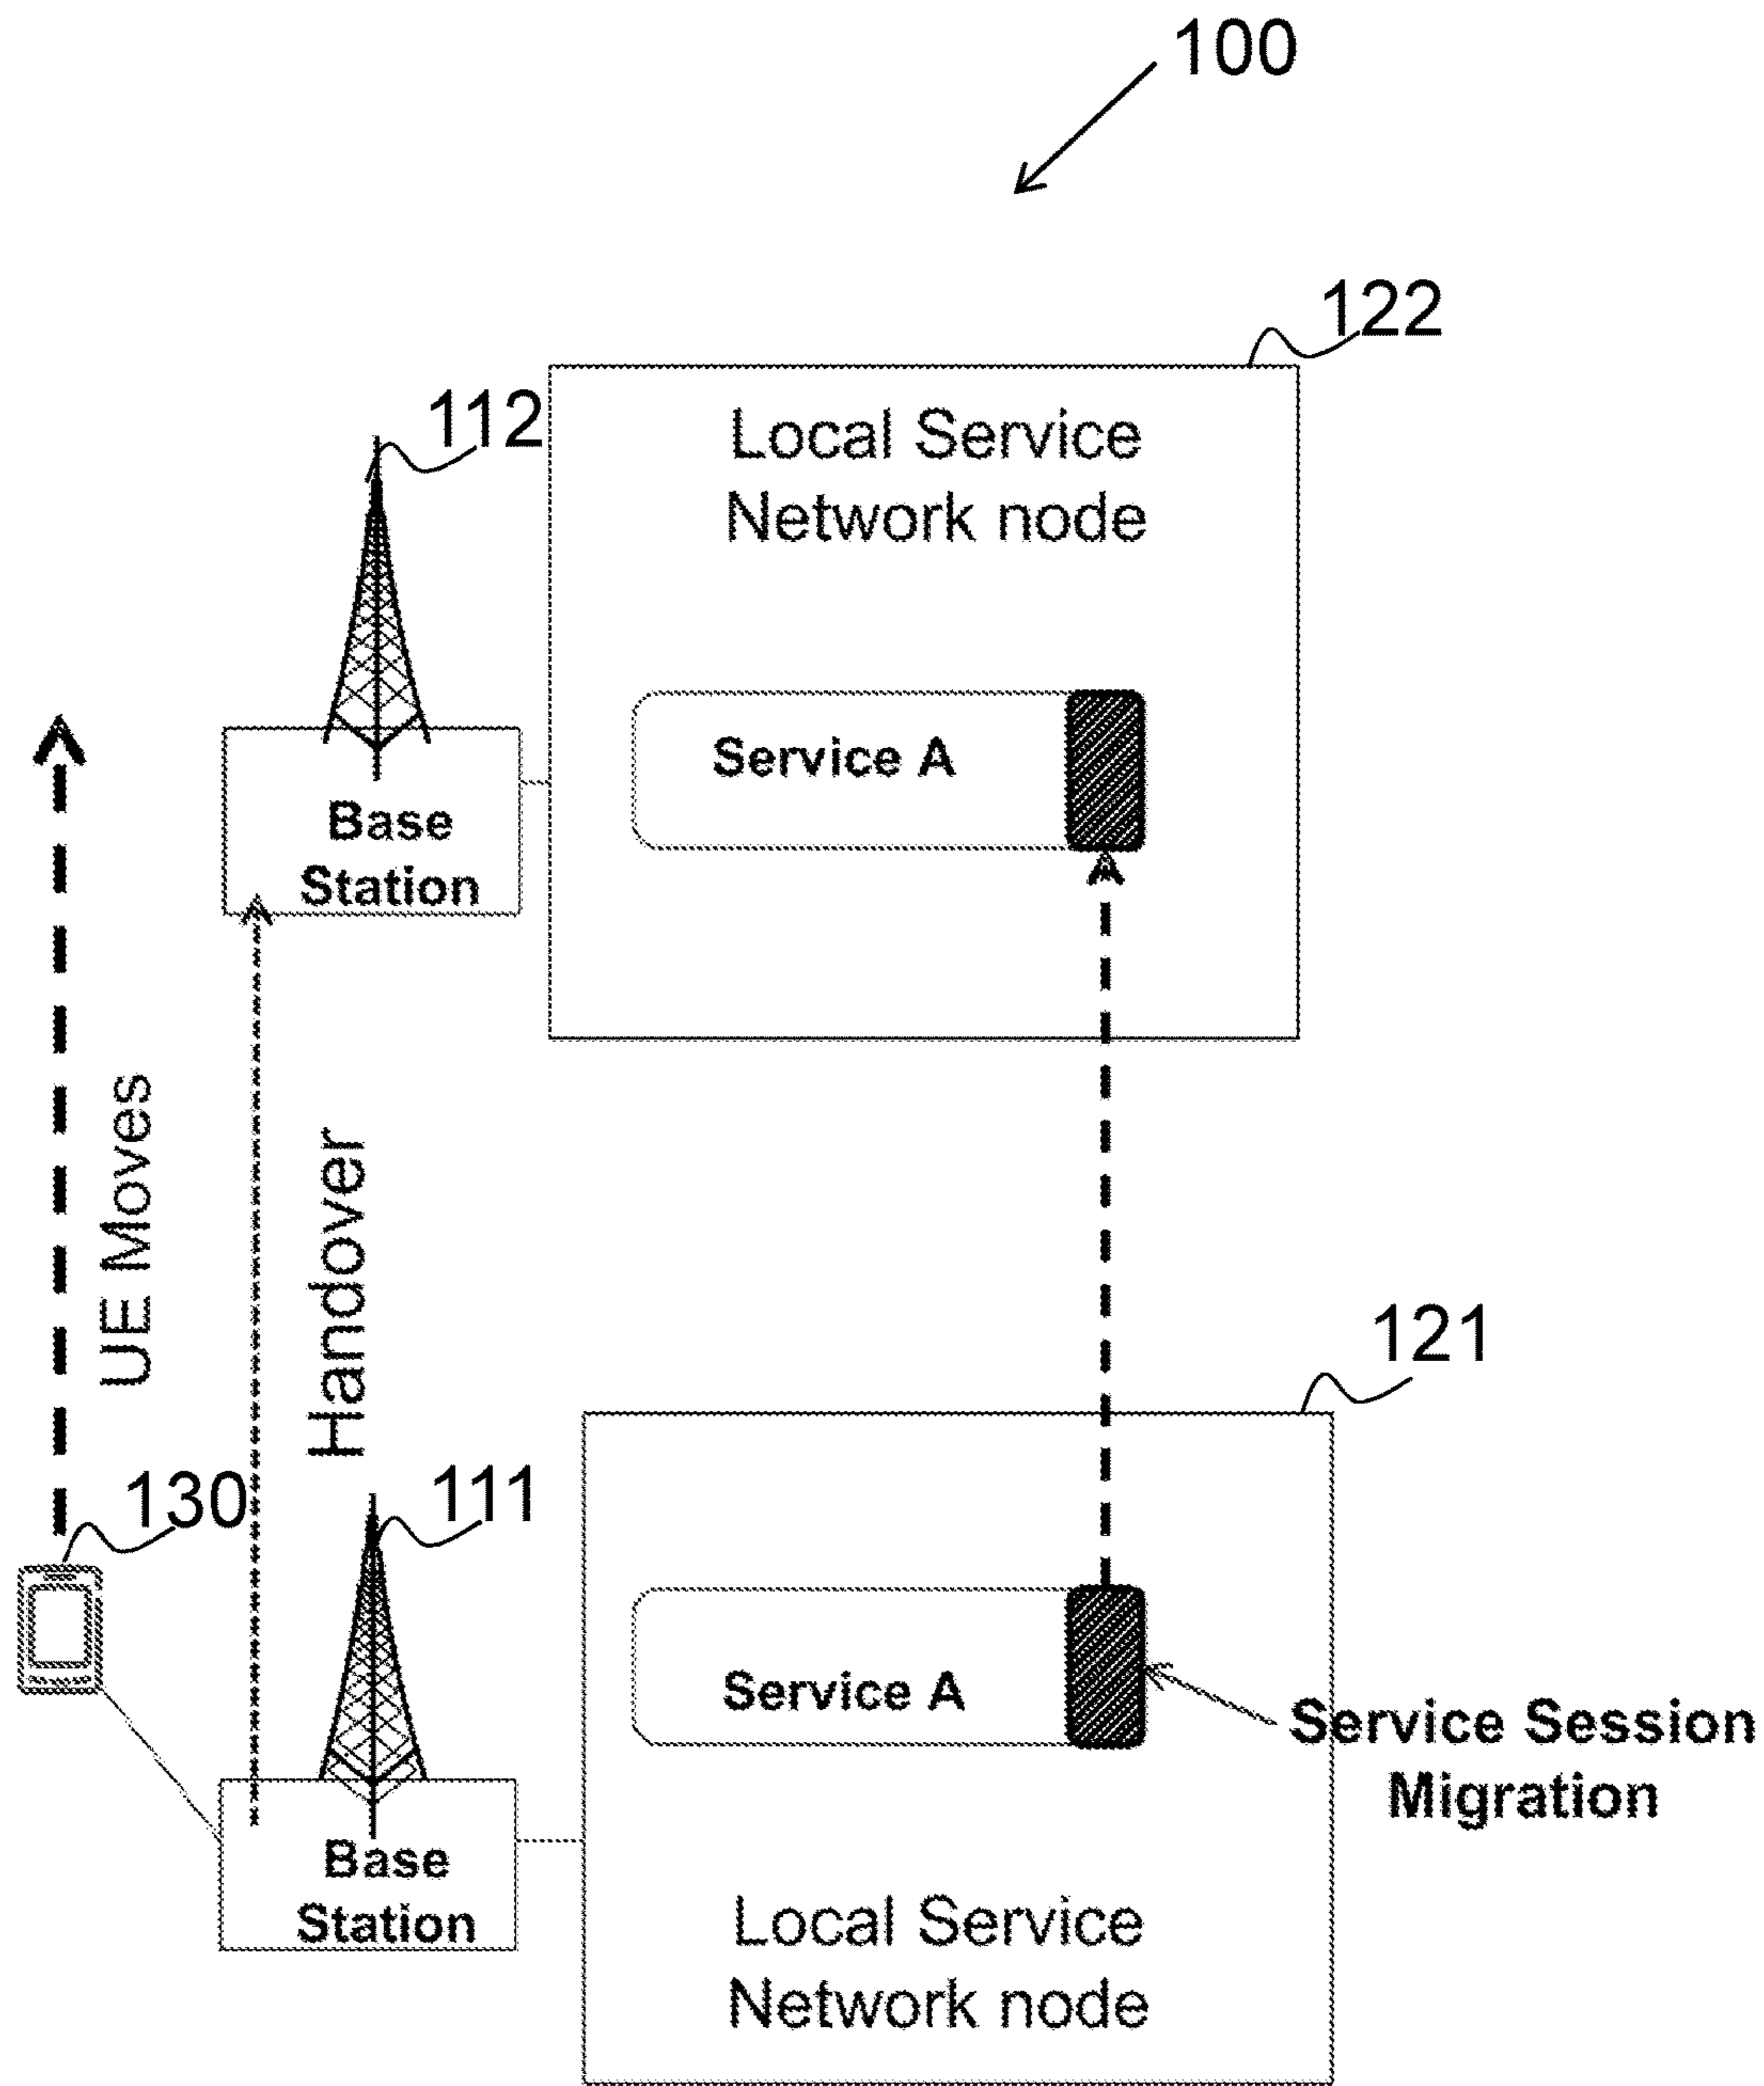 100
122
112
Local Service
Network node
Service A
Base
Station
UE Moves
Handover
121
130
111
Service A
Service Session
Migration
Base
Station
Local Service
Network node